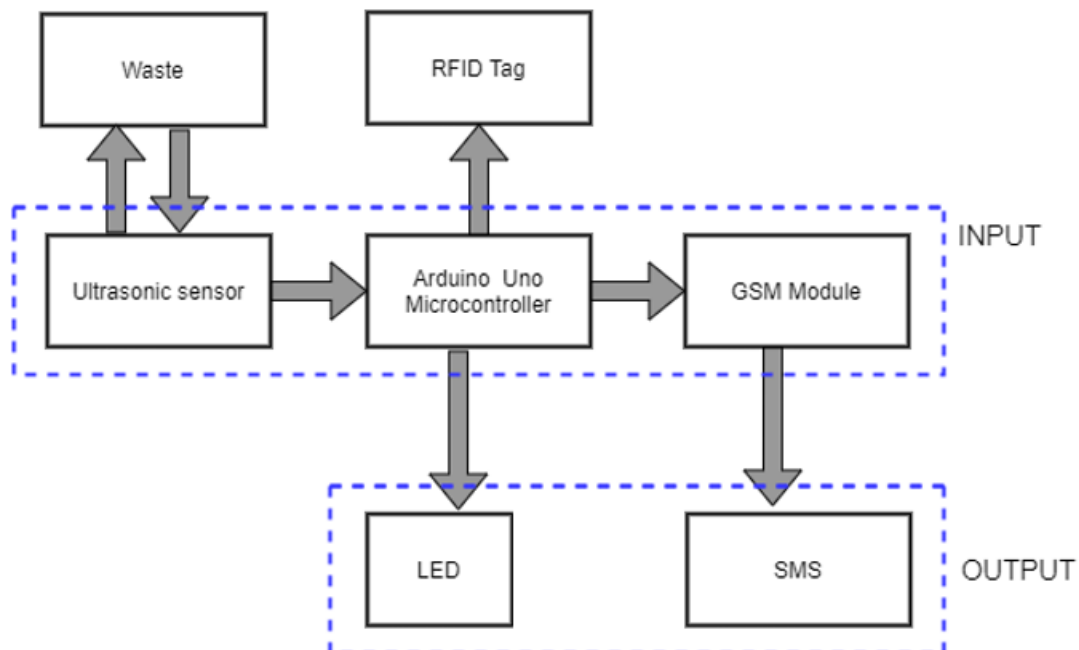 Waste
RFID Tag
INPUT
Ultrasonic sensor
Arduino Uno
Microcontroller
GSM Module
LED
SMS
OUTPUT